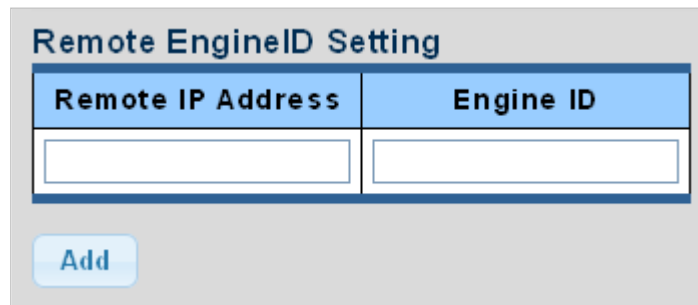 Remote EngineID Setting
Remote IP Address Engine ID
Add